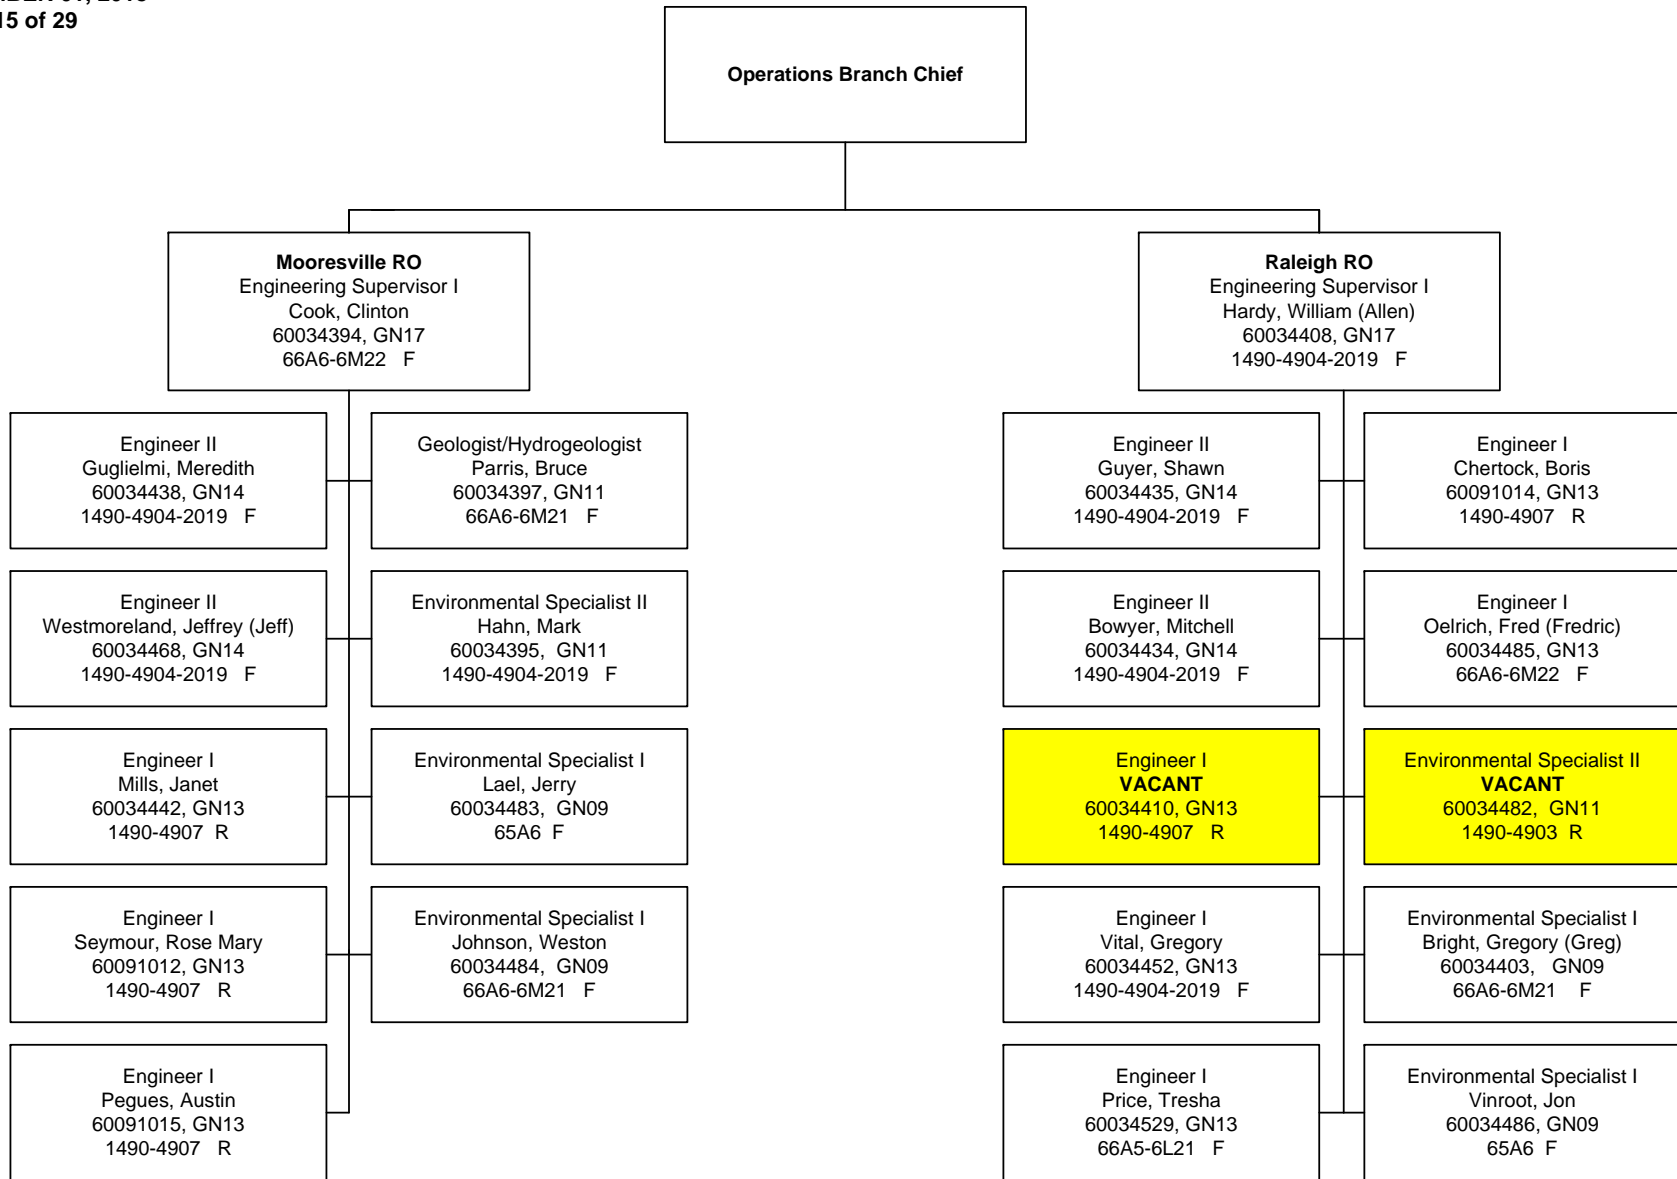 15 of 29
Operations Branch Chief
Mooresville RO
Engineering Supervisor I
Cook, Clinton
60034394, GN17
66A6-6M22 F
Raleigh RO
Engineering Supervisor I
Hardy, William (Allen)
60034408, GN17
1490-4904-2019 F
Engineer II
Guglielmi, Meredith
60034438, GN14
1490-4904-2019 F
Geologist/Hydrogeologist
Parris, Bruce
60034397, GN11
66A6-6M21 F
Engineer II
Guyer, Shawn
60034435, GN14
1490-4904-2019 F
Engineer I
Chertock, Boris
60091014, GN13
1490-4907 R
Engineer II
Westmoreland, Jeffrey (Jeff)
60034468, GN14
1490-4904-2019 F
Environmental Specialist II
Hahn, Mark
60034395, GN11
1490-4904-2019 F
Engineer II
Bowyer, Mitchell
60034434, GN14
1490-4904-2019 F
Engineer I
Oelrich, Fred (Fredric)
60034485, GN13
66A6-6M22 F
Engineer I
Mills, Janet
60034442, GN13
1490-4907 R
Environmental Specialist I
Lael, Jerry
60034483, GN09
65A6 F
Engineer I
VACANT
60034410, GN13
1490-4907 R
Environmental Specialist II
VACANT
60034482, GN11
1490-4903 R
Engineer I
Seymour, Rose Mary
60091012, GN13
1490-4907 R
Environmental Specialist I
Johnson, Weston
60034484, GN09
66A6-6M21 F
Engineer I
Vital, Gregory
60034452, GN13
1490-4904-2019 F
Environmental Specialist I
Bright, Gregory (Greg)
60034403, GN09
66A6-6M21 F
Engineer I
Pegues, Austin
60091015, GN13
1490-4907 R
Engineer I
Price, Tresha
60034529, GN13
66A5-6L21 F
Environmental Specialist I
Vinroot, Jon
60034486, GN09
65A6 F